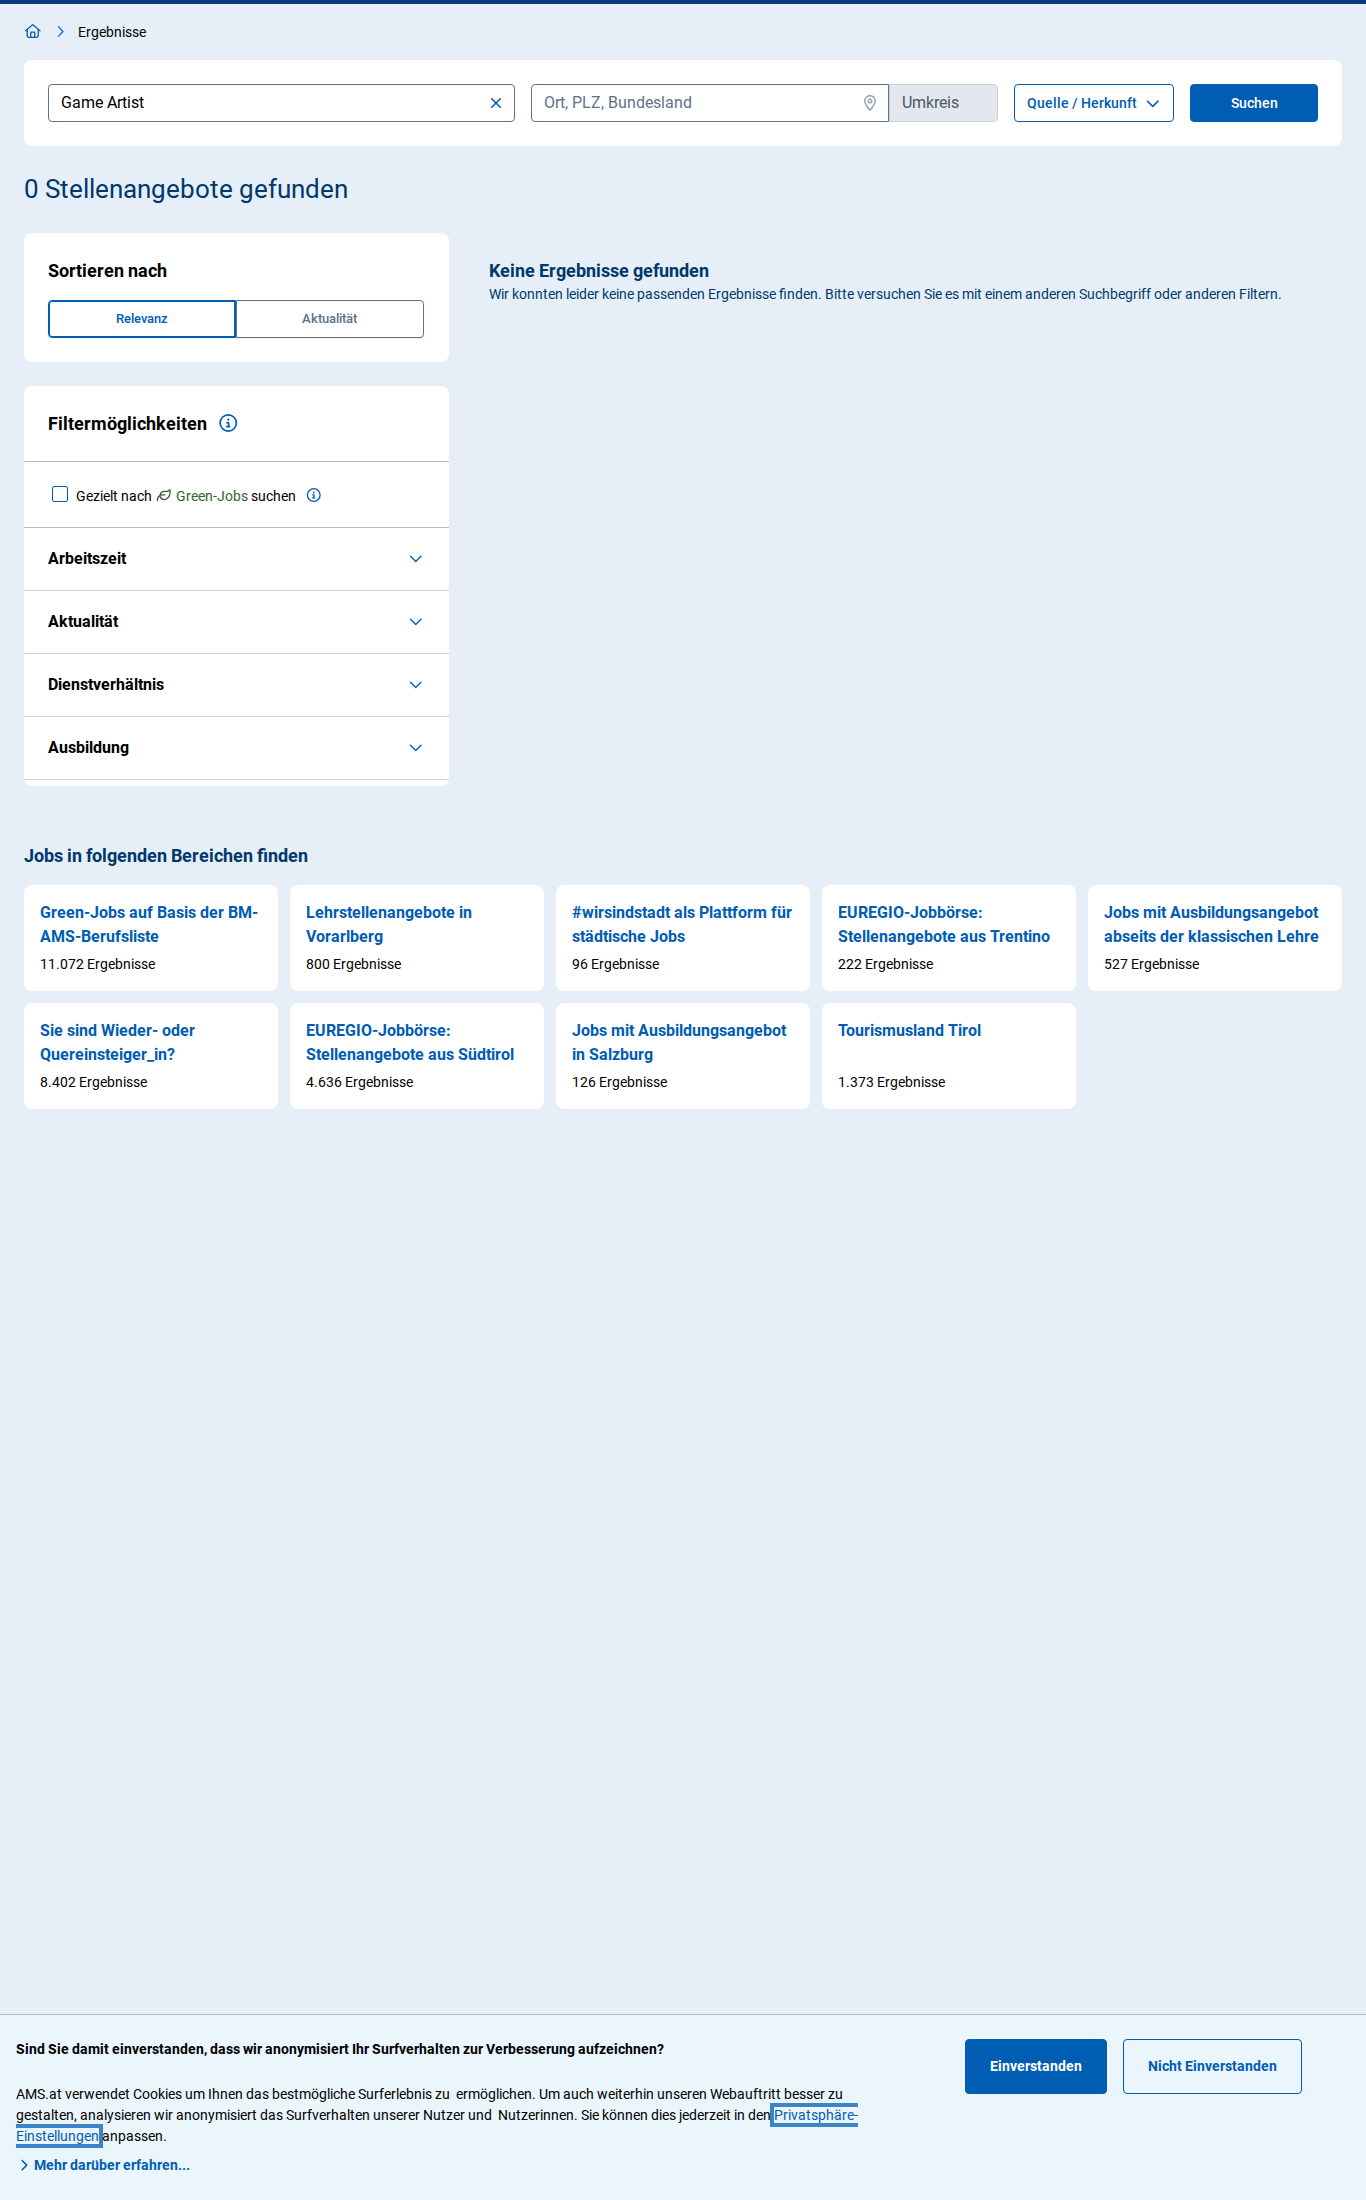 Ergebnisse
Game Artist
Ort, PLZ, Bundesland
Umkreis
Quelle / Herkunft
Suchen
0 Stellenangebote gefunden
Sortieren nach
Relevanz
Aktualität
Keine Ergebnisse gefunden
Wir konnten leider keine passenden Ergebnisse finden. Bitte versuchen Sie es mit einem anderen Suchbegriff oder anderen Filtern.
Filtermöglichkeiten
Gezielt nach Green-Jobs suchen
Arbeitszeit
Aktualität
Dienstverhältnis
Ausbildung
Jobs in folgenden Bereichen finden
Green-Jobs auf Basis der BM-
AMS-Berufsliste
11.072 Ergebnisse
Lehrstellenangebote in
Vorarlberg
800 Ergebnisse
#wirsindstadt als Plattform für
städtische Jobs
96 Ergebnisse
EUREGIO-Jobbörse:
Stellenangebote aus Trentino
222 Ergebnisse
Jobs mit Ausbildungsangebot
abseits der klassischen Lehre
527 Ergebnisse
Sie sind Wieder- oder
Quereinsteiger_in?
8.402 Ergebnisse
EUREGIO-Jobbörse:
Stellenangebote aus Südtirol
4.636 Ergebnisse
Jobs mit Ausbildungsangebot
in Salzburg
126 Ergebnisse
Tourismusland Tirol
1.373 Ergebnisse
Sind Sie damit einverstanden, dass wir anonymisiert Ihr Surfverhalten zur Verbesserung aufzeichnen?
AMS.at verwendet Cookies um Ihnen das bestmögliche Surferlebnis zu ermöglichen. Um auch weiterhin unseren Webauftritt besser zu
gestalten, analysieren wir anonymisiert das Surfverhalten unserer Nutzer und Nutzerinnen. Sie können dies jederzeit in den Privatsphäre-
Einstellungen anpassen.
Mehr darüber erfahren...
Einverstanden
Nicht Einverstanden